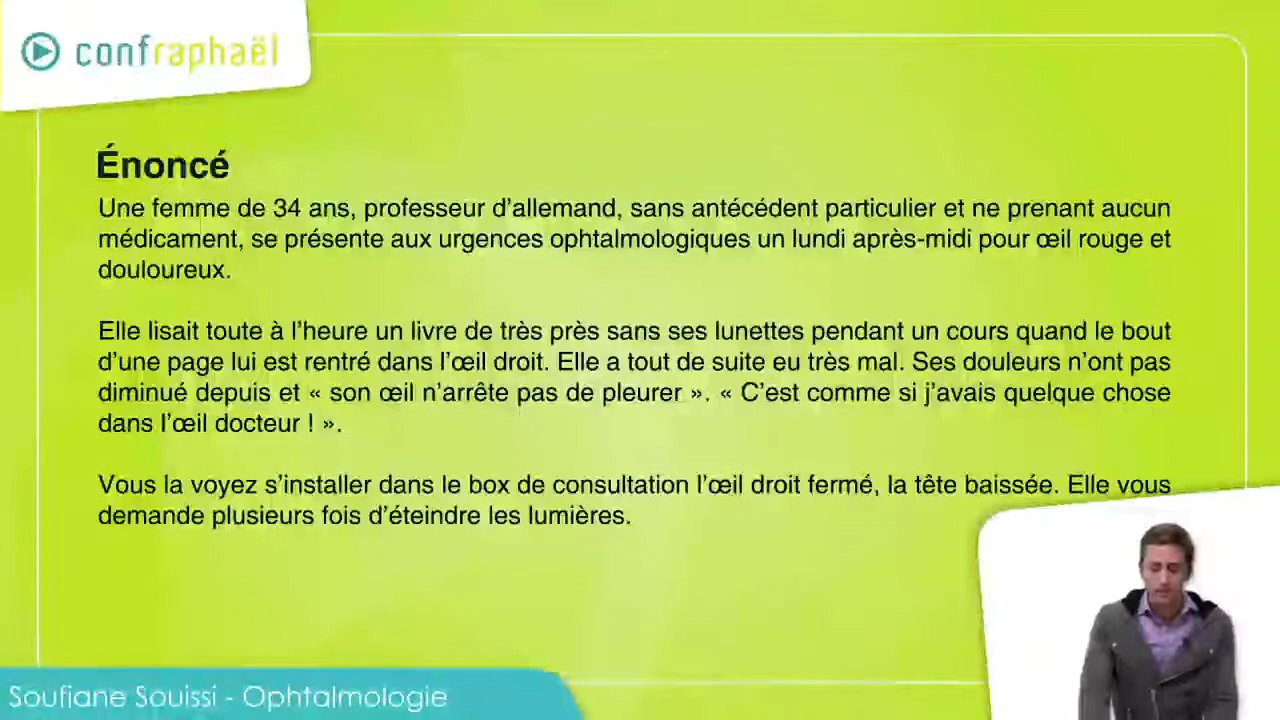 confraphaël
Énoncé
Une femme de 34 ans, professeur d’allemand, sans antécédent particulier et ne prenant aucun
médicament, se présente aux urgences ophtalmologiques un lundi après-midi pour œil rouge et
douloureux.
Elle lisait toute à l’heure un livre de très près sans ses lunettes pendant un cours quand le bout
d’une page lui est rentré dans l’œil droit. Elle a tout de suite eu très mal. Ses douleurs n’ont pas
diminué depuis et « son œil n’arrête pas de pleurer ». « C’est comme si j’avais quelque chose
dans l’œil docteur ! ».
Vous la voyez s’installer dans le box de consultation l’œil droit fermé, la tête baissée. Elle vous
demande plusieurs fois d’éteindre les lumières.
Soufiane Souissi - Ophtalmologie